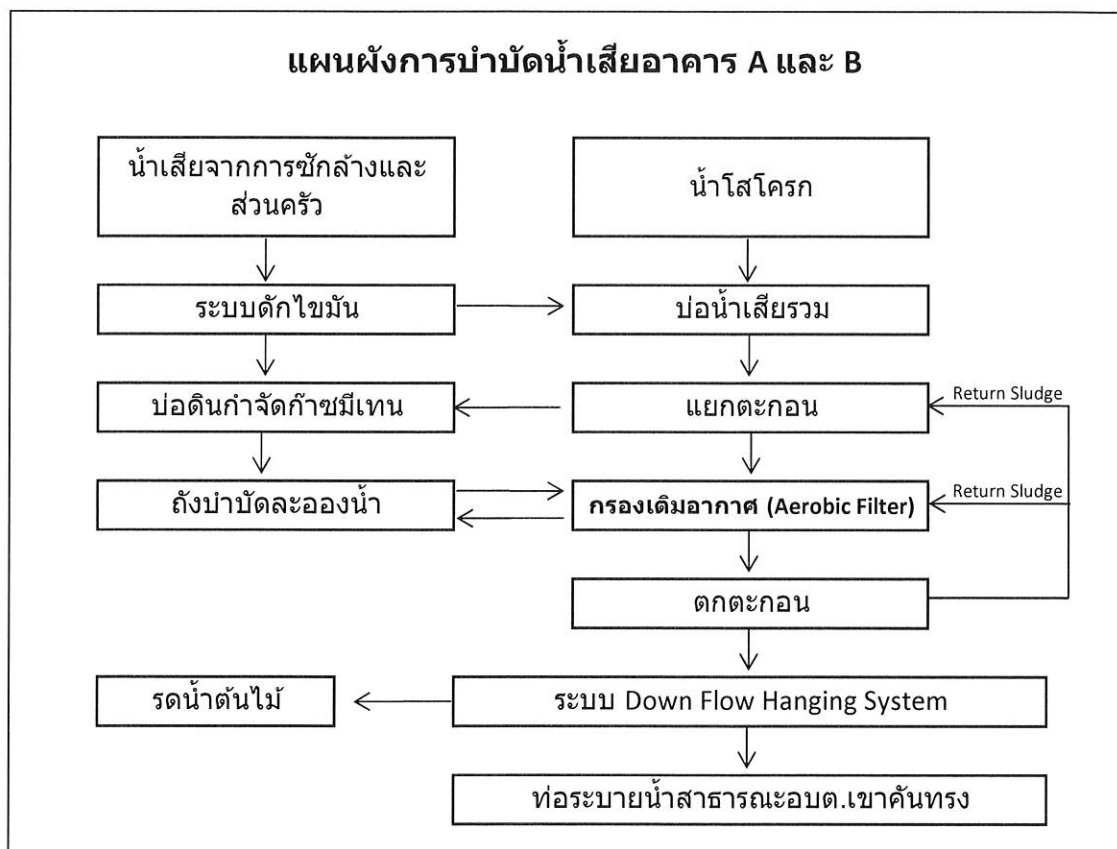 แผนผังการบำบัดน้ำเสียอาคาร A และ B
น้ำเสียจากการซักล้างและ
ส่วนครัว
น้ำโสโครก
ระบบดักไขมัน
บ่อน้ำเสียรวม
บ่อดินกำจัดก๊าซมีเทน
แยกตะกอน
Return Sludge
ถังบำบัดละอองน้ำ
กรองเติมอากาศ (Aerobic Filter)
Return Sludge
ตกตะกอน
รดน้ำต้นไม้
ระบบ Down Flow Hanging System
ท่อระบายน้ำสาธารณะอบต.เขาคันทรง